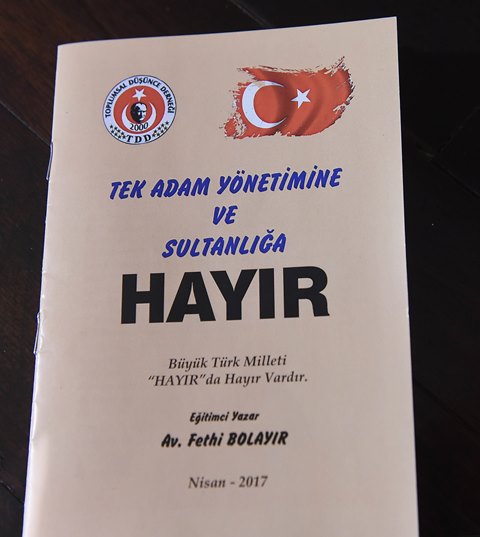 TOPLUMSAL DÜŞÜNCE DERNEĞİ
2000
TDD
TEK ADAM YÖNETİMİNE
VE
SULTANLIĞA
HAYIR
Büyük Türk Milleti
“HAYIR”da Hayır Vardır.
Eğitimci Yazar
Av. Fethi BOLAYIR
Nisan - 2017